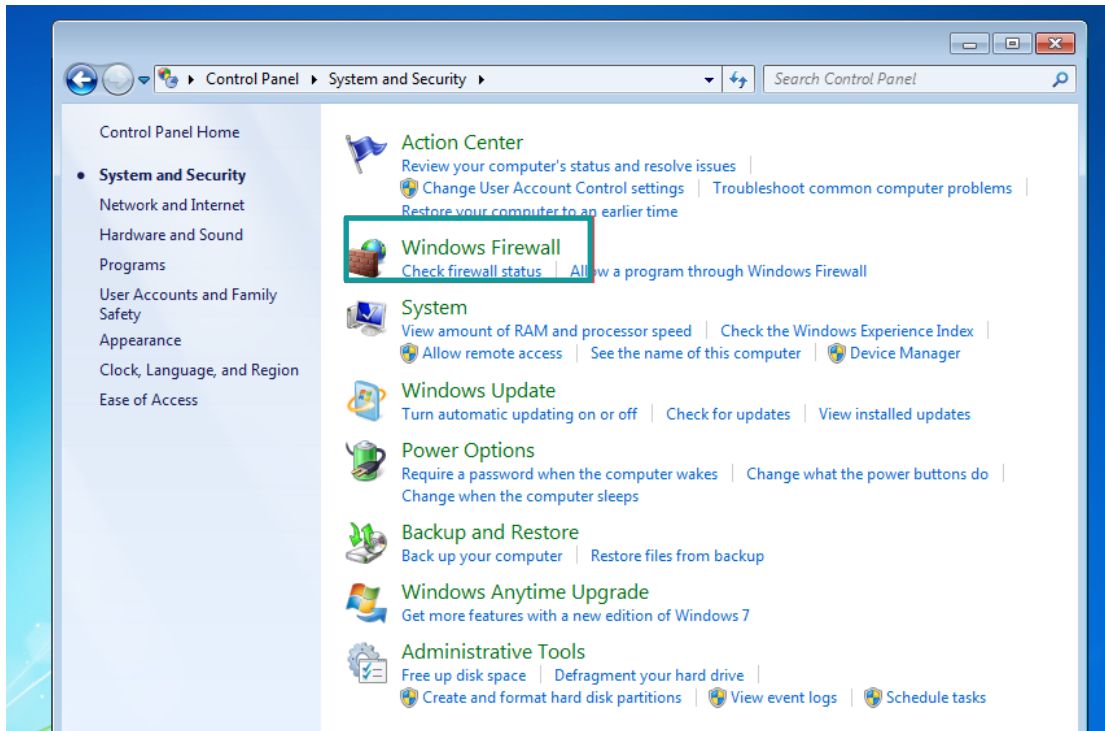 Control Panel System and Security
Search Control Panel
Control Panel Home
System and Security
Network and Internet
Hardware and Sound
Programs
User Accounts and Family
Safety
Appearance
Clock, Language, and Region
Ease of Access
Action Center
Review your computer's status and resolve issues
Change User Account Control settings Troubleshoot common computer problems
Restore your computer to an earlier time
Windows Firewall
Check firewall status Allow a program through Windows Firewall
System
View amount of RAM and processor speed Check the Windows Experience Index
Allow remote access See the name of this computer Device Manager
Windows Update
Turn automatic updating on or off Check for updates View installed updates
Power Options
Require a password when the computer wakes Change what the power buttons do
Change when the computer sleeps
Backup and Restore
Back up your computer Restore files from backup
Windows Anytime Upgrade
Get more features with a new edition of Windows 7
Administrative Tools
Free up disk space Defragment your hard drive
Create and format hard disk partitions View event logs Schedule tasks